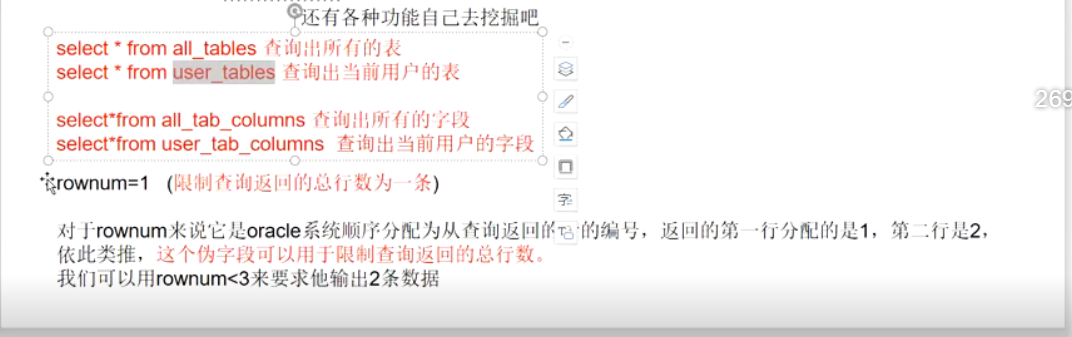 还有各种功能自己去挖掘吧
select * from all_tables 查询出所有的表
select * from user_tables 查询出当前用户的表
select*from all_tab_columns 查询出所有的字段
select*from user_tab_columns 查询出当前用户的字段
269
rownum=1 (限制查询返回的总行数为一条)
字
对于rownum来说它是oracle系统顺序分配为从查询返回的的编号，返回的第一行分配的是1，第二行是2，
依此类推，这个伪字段可以用于限制查询返回的总行数。
我们可以用rownum<3来要求他输出2条数据